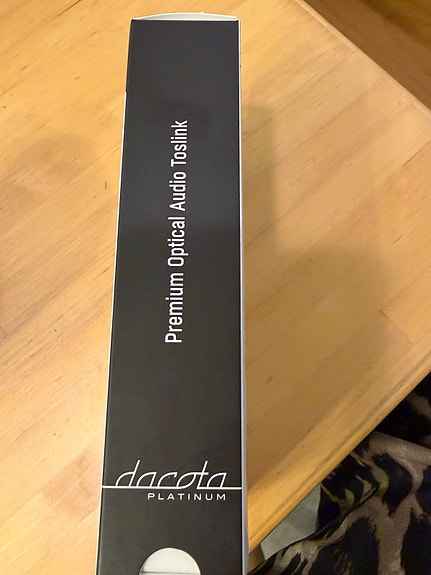 Premium Optical Audio Toslink
dacota
PLATINUM